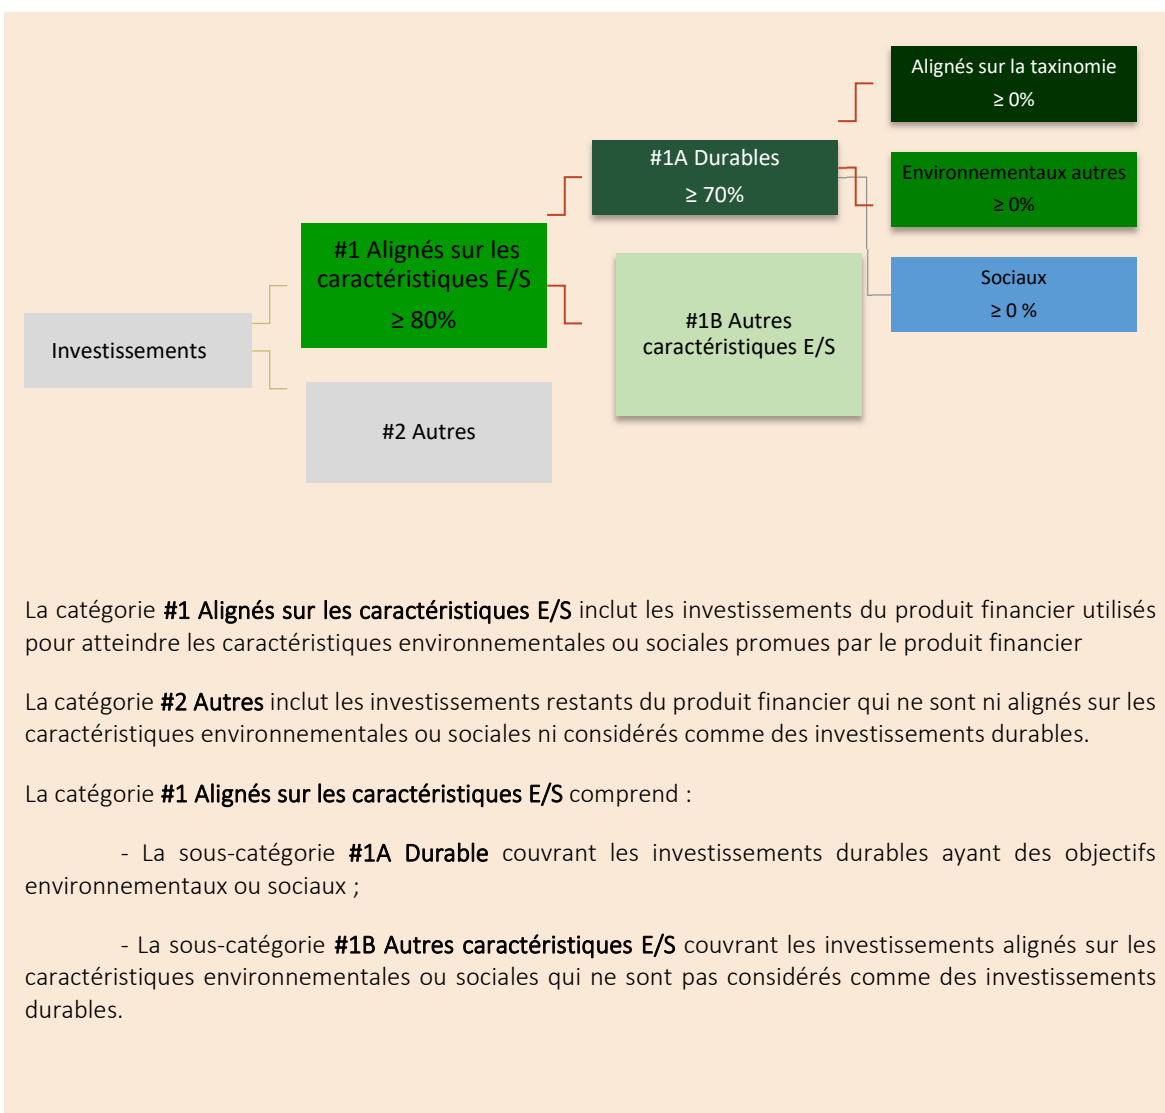 Alignés sur la taxinomie
≥ 0%
#1A Durables
≥ 70%
Environnementaux autres
≥ 0%
#1 Alignés sur les
caractéristiques E/S
≥ 80%
Sociaux
≥ 0 %
#1B Autres
caractéristiques E/S
Investissements
#2 Autres
La catégorie #1 Alignés sur les caractéristiques E/S inclut les investissements du produit financier utilisés
pour atteindre les caractéristiques environnementales ou sociales promues par le produit financier
La catégorie #2 Autres inclut les investissements restants du produit financier qui ne sont ni alignés sur les
caractéristiques environnementales ou sociales ni considérés comme des investissements durables.
La catégorie #1 Alignés sur les caractéristiques E/S comprend :
- La sous-catégorie #1A Durable couvrant les investissements durables ayant des objectifs
environnementaux ou sociaux ;
- La sous-catégorie #1B Autres caractéristiques E/S couvrant les investissements alignés sur les
caractéristiques environnementales ou sociales qui ne sont pas considérés comme des investissements
durables.